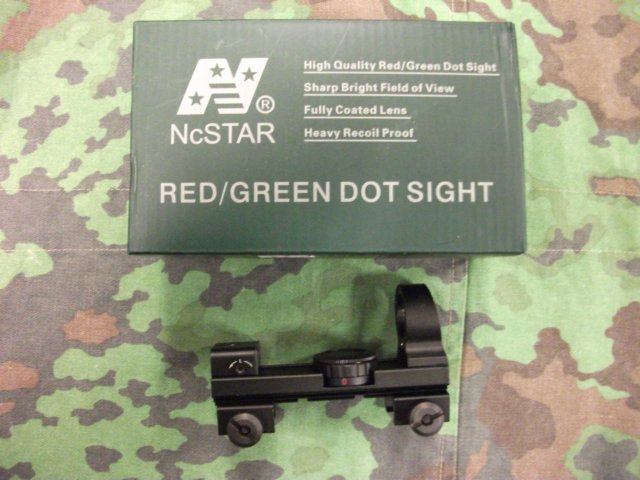 High Quality Red/Green Dot Sight
Sharp Bright Field of View
Fully Coated Lens
Heavy Recoil Proof
N
®
NcSTAR
RED/GREEN DOT SIGHT